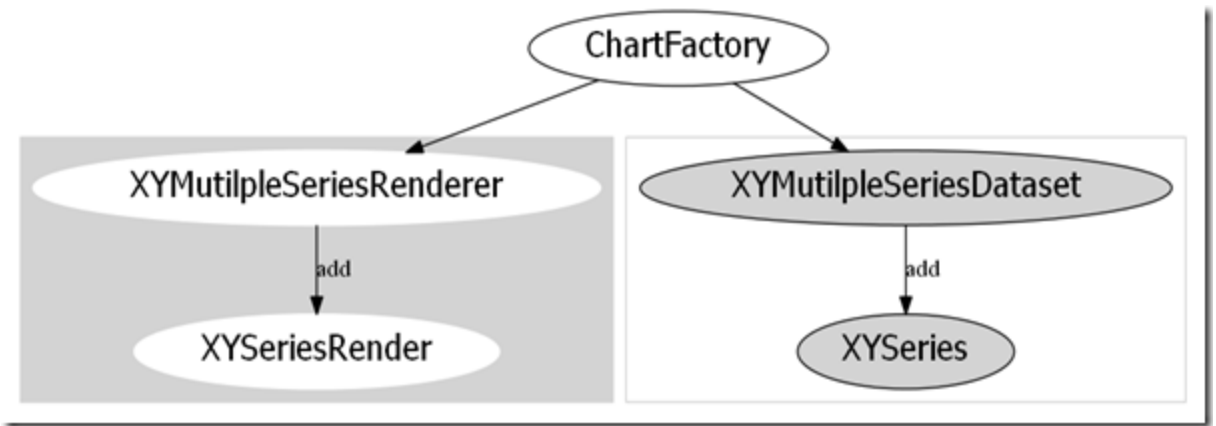 ChartFactory
XYMutilpleSeriesRenderer
XYMutilpleSeriesDataset
add
add
XYSeriesRender
XYSeries